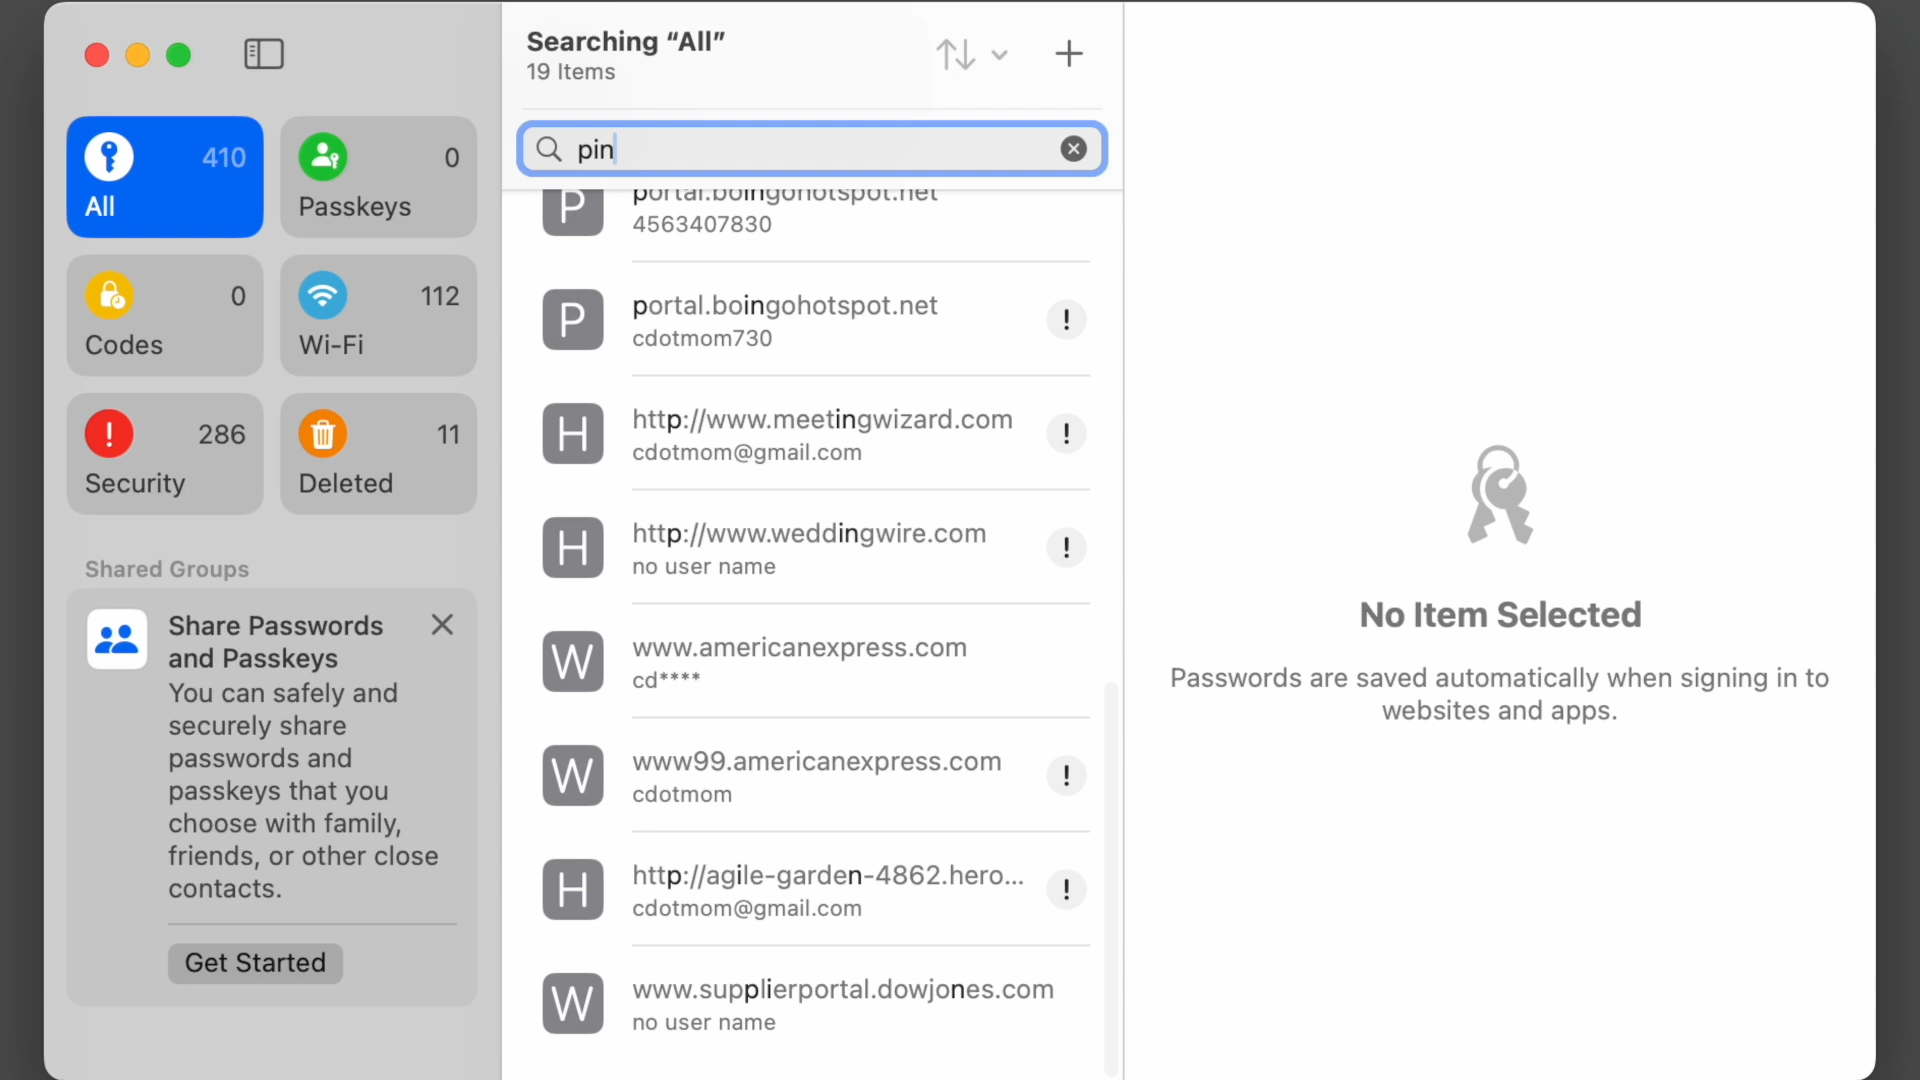 410
All
0
Passkeys
0
Codes
112
Wi-Fi
286
Security
11
Deleted
Shared Groups
Share Passwords
and Passkeys
You can safely and
securely share
passwords and
passkeys that you
choose with family,
friends, or other close
contacts.
Get Started
Searching “All”
19 Items
pin
P
portal.boingohotspot.net
4563407830
P
portal.boingohotspot.net
cdotmom730
!
H
http://www.meetingwizard.com
cdotmom@gmail.com
!
H
http://www.weddingwire.com
no user name
!
W
www.americanexpress.com
cd****
W
www99.americanexpress.com
cdotmom
!
H
http://agile-garden-4862.hero...
cdotmom@gmail.com
!
W
www.supplierportal.dowjones.com
no user name
No Item Selected
Passwords are saved automatically when signing in to
websites and apps.